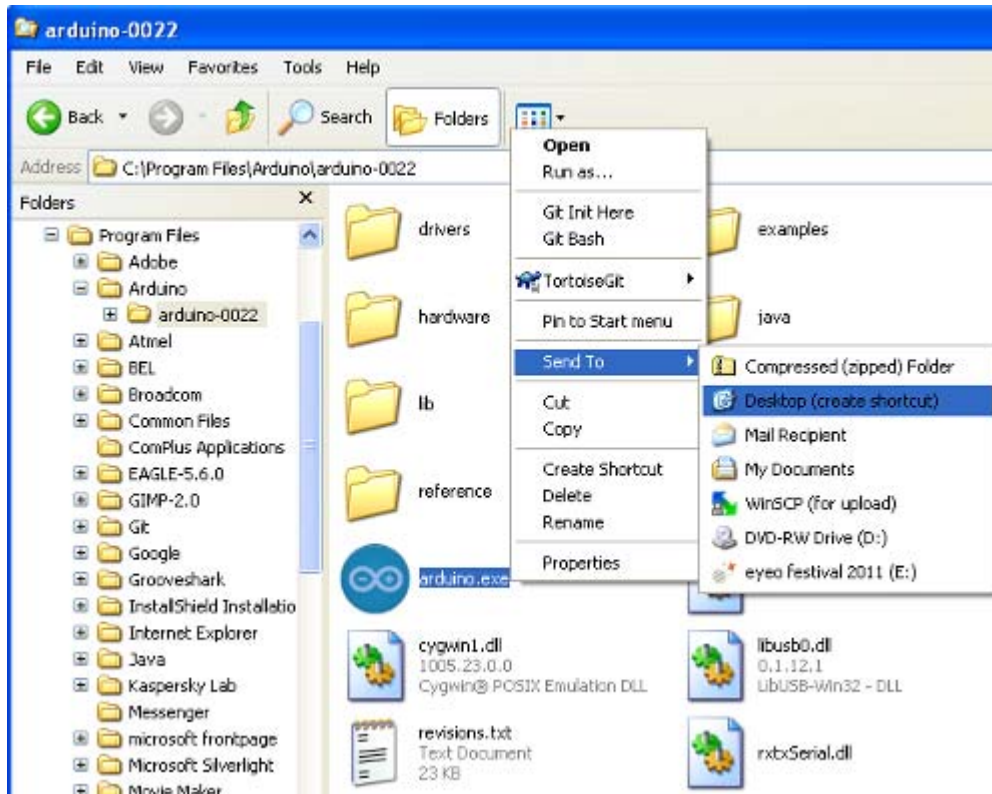 arduino-0022
File Edit View Favorites Tools Help
Back Search Folders
Address C:\Program Files\Arduino\arduino-0022
Folders
Program Files
Adobe
Arduino
arduino-0022
Atmel
BEL
Broadcom
Common Files
ComPlus Applications
EAGLE-5.6.0
GIMP-2.0
Git
Google
Grooveshark
InstallShield Installatio
Internet Explorer
Java
Kaspersky Lab
Messenger
microsoft frontpage
Microsoft Silverlight
Movie Maker
drivers
examples
hardware
java
lib
reference
arduino.exe
cygwin1.dll
1005.23.0.0
Cygwin® POSIX Emulation DLL
libusb0.dll
0.1.12.1
LibUSB-Win32 - DLL
revisions.txt
Text Document
23 KB
rxtxSerial.dll
Open
Run as...
Git Init Here
Git Bash
TortoiseGit
Pin to Start menu
Send To
Cut
Copy
Create Shortcut
Delete
Rename
Properties
Compressed (zipped) Folder
Desktop (create shortcut)
Mail Recipient
My Documents
WinSCP (for upload)
DVD-RW Drive (D:)
eyeo festival 2011 (E:)